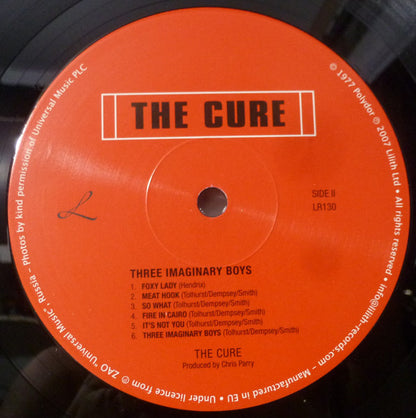 THE CURE
SIDE II
LR130
L
THREE IMAGINARY BOYS
1. FOXY LADY (Hendrix)
2. MEAT HOOK (Tolhurst/Dempsey/Smith)
3. SO WHAT (Tolhurst/Dempsey/Smith)
4. FIRE IN CAIRO (Tolhurst/Dempsey/Smith)
5. IT'S NOT YOU (Tolhurst/Dempsey/Smith)
6. THREE IMAGINARY BOYS (Tolhurst/Dempsey/Smith)
THE CURE
Produced by Chris Parry
℗ 1977 Polydor © 2007 Lilith Ltd • All rights reserved • info@lilith-records.com – Manufactured in EU • Under licence from ZAO "Universal Music", Russia – Photos by kind permission of Universal Music PLC